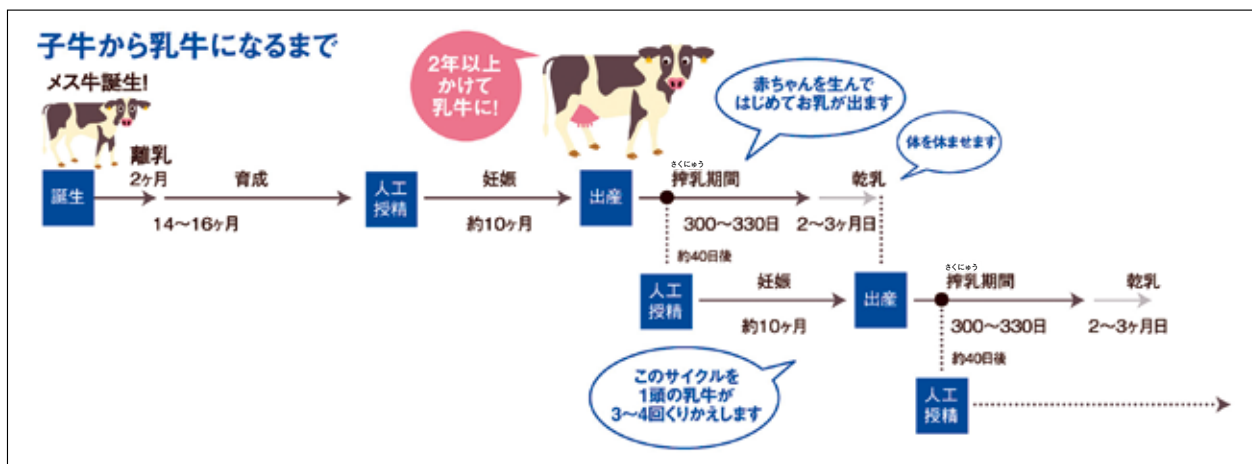 子牛から乳牛になるまで
メス牛誕生!
2年以上
かけて
乳牛に!
赤ちゃんを生んで
はじめてお乳が出ます
体を休ませます
誕生
離乳
2ヶ月
育成
14〜16ヶ月
人工
授精
妊娠
約10ヶ月
出産
さくにゅう
搾乳期間
300〜330日
乾乳
2〜3ヶ月日
約40日後
人工
授精
妊娠
約10ヶ月
出産
さくにゅう
搾乳期間
300〜330日
乾乳
2〜3ヶ月日
約40日後
人工
授精
このサイクルを
1頭の乳牛が
3〜4回くりかえします